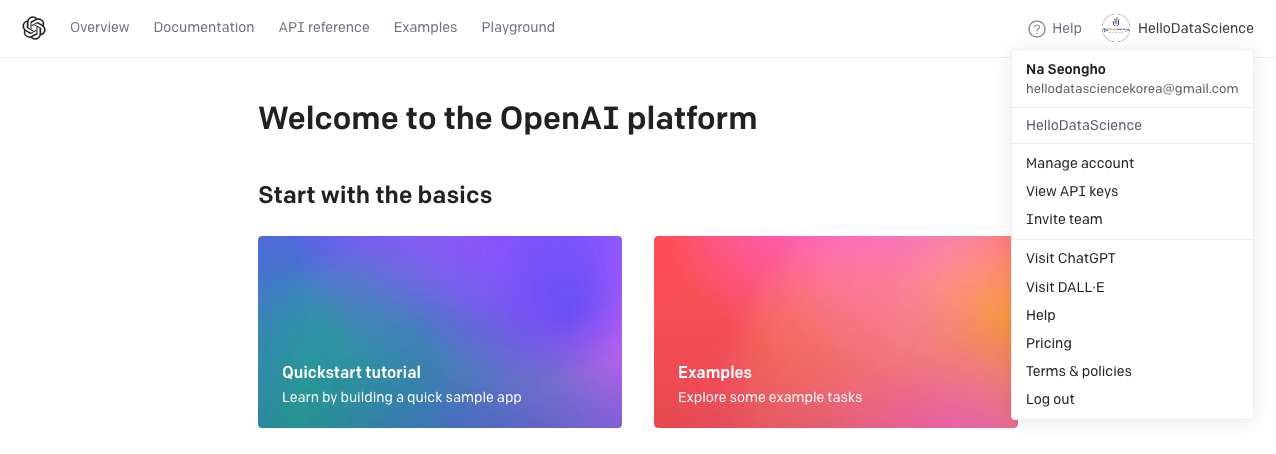 Overview Documentation API reference Examples Playground Help HelloDataScience
Na Seongho
hellodatasciencekorea@gmail.com
HelloDataScience
Manage account
View API keys
Invite team
Visit ChatGPT
Visit DALL·E
Help
Pricing
Terms & policies
Log out
Welcome to the OpenAI platform
Start with the basics
Quickstart tutorial
Learn by building a quick sample app
Examples
Explore some example tasks